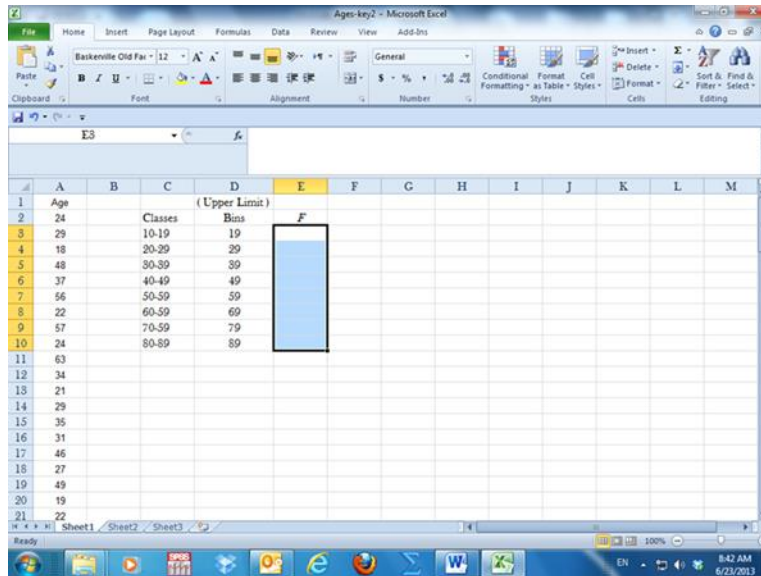 Ages-key2 - Microsoft Excel
File Home Insert Page Layout Formulas Data Review View Add-Ins
Baskerville Old Fac 12 A A General Insert Σ
Paste B I U A $ % , Conditional Format Cell Delete Sort & Find &
Formatting as Table Styles Format Filter Select
Clipboard Font Alignment Number Styles Cells Editing
E3 fx
A B C D E F G H I J K L M
1 Age ( Upper Limit )
2 24 Classes Bins F
3 29 10-19 19
4 18 20-29 29
5 48 30-39 39
6 37 40-49 49
7 56 50-59 59
8 22 60-59 69
9 57 70-59 79
10 24 80-89 89
11 63
12 34
13 21
14 29
15 35
16 31
17 46
18 27
19 49
20 19
21 22
Sheet1 Sheet2 Sheet3
Ready 100%
SPSS W EN 8:42 AM
6/23/2013